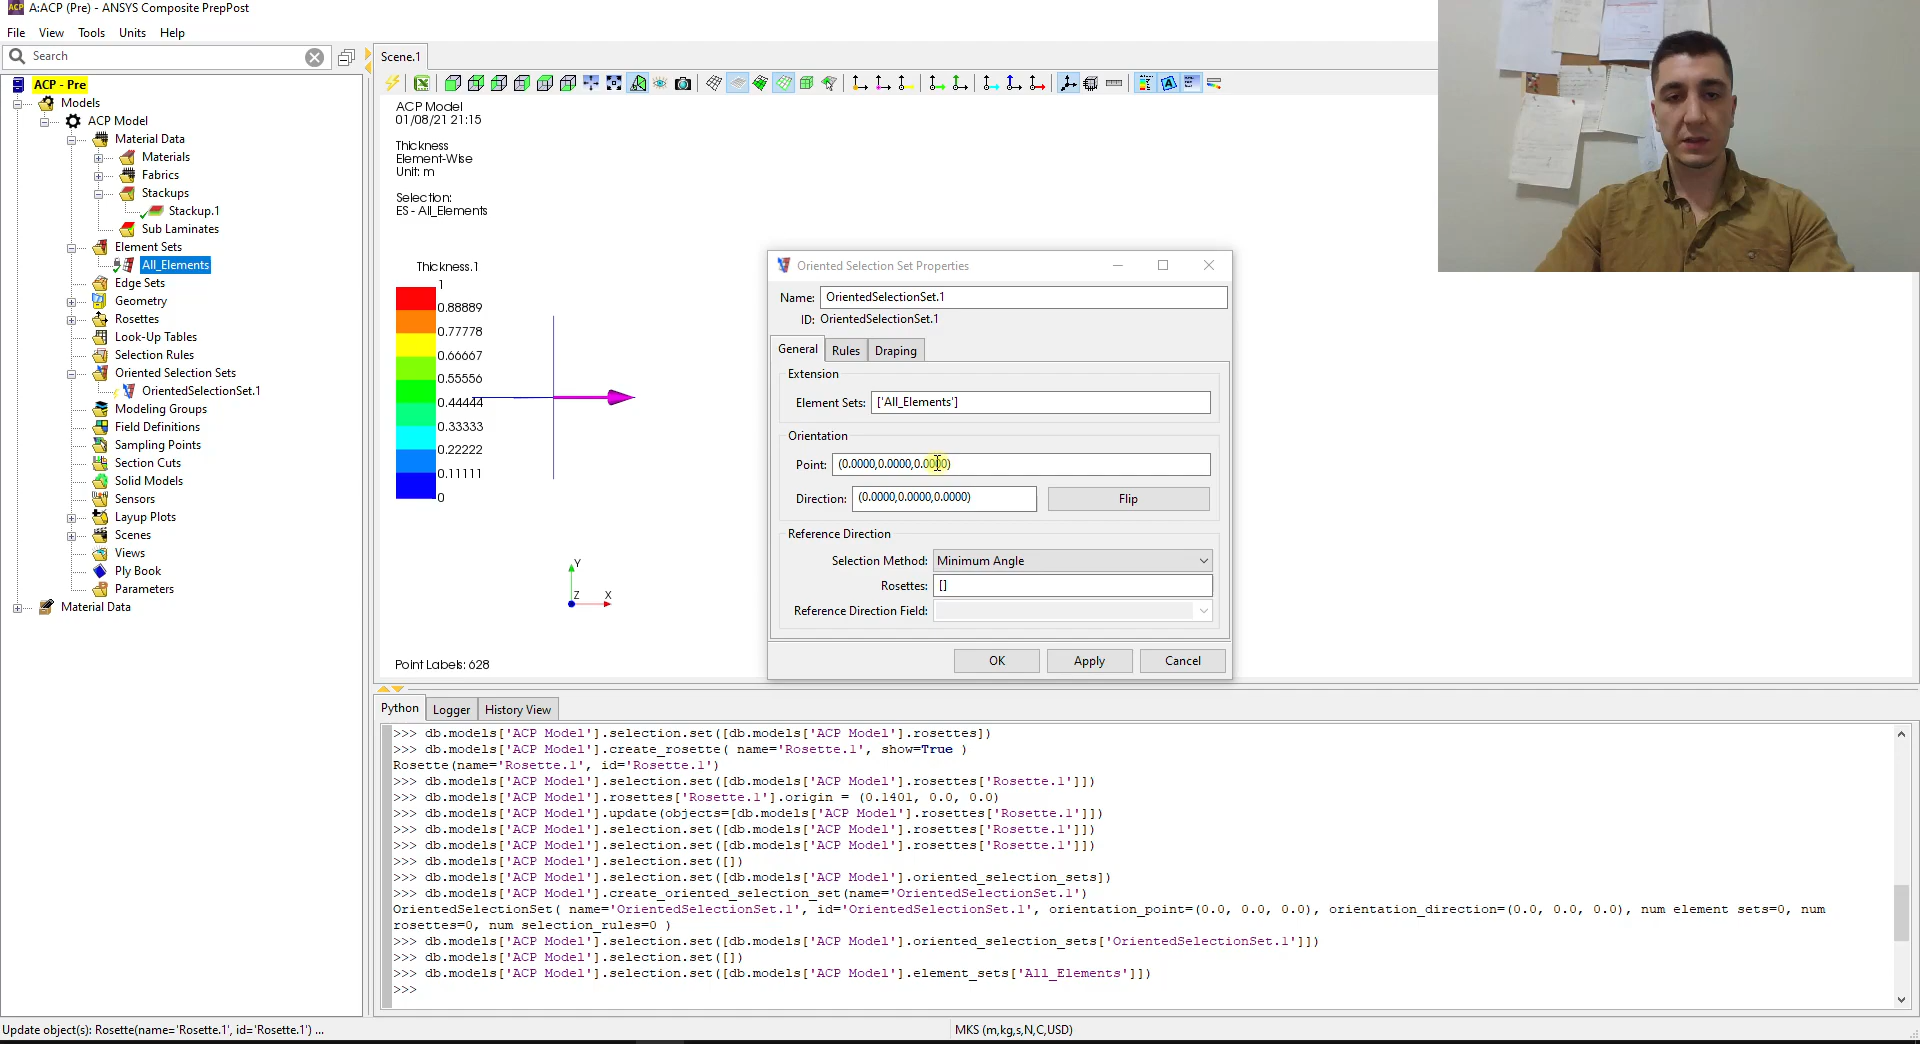 A:ACP (Pre) - ANSYS Composite PrepPost
File View Tools Units Help
Search
ACP - Pre
Models
ACP Model
Material Data
Materials
Fabrics
Stackups
Stackup.1
Sub Laminates
Element Sets
All_Elements
Edge Sets
Geometry
Rosettes
Look-Up Tables
Selection Rules
Oriented Selection Sets
OrientedSelectionSet.1
Modeling Groups
Field Definitions
Sampling Points
Section Cuts
Solid Models
Sensors
Layup Plots
Scenes
Views
Ply Book
Parameters
Material Data
Scene.1
ACP Model
01/08/21 21:15
Thickness
Element-Wise
Unit: m
Selection:
ES - All_Elements
Thickness.1
1
0.88889
0.77778
0.66667
0.55556
0.44444
0.33333
0.22222
0.11111
0
Y
Z X
Point Labels: 628
Oriented Selection Set Properties
Name: OrientedSelectionSet.1
ID: OrientedSelectionSet.1
General Rules Draping
Extension
Element Sets: ['All_Elements']
Orientation
Point: (0.0000,0.0000,0.0000)
Direction: (0.0000,0.0000,0.0000) Flip
Reference Direction
Selection Method: Minimum Angle
Rosettes: []
Reference Direction Field:
OK Apply Cancel
Python Logger History View
>>> db.models['ACP Model'].selection.set([db.models['ACP Model'].rosettes])
>>> db.models['ACP Model'].create_rosette( name='Rosette.1', show=True )
Rosette(name='Rosette.1', id='Rosette.1')
>>> db.models['ACP Model'].selection.set([db.models['ACP Model'].rosettes['Rosette.1']])
>>> db.models['ACP Model'].rosettes['Rosette.1'].origin = (0.1401, 0.0, 0.0)
>>> db.models['ACP Model'].update(objects=[db.models['ACP Model'].rosettes['Rosette.1']])
>>> db.models['ACP Model'].selection.set([db.models['ACP Model'].rosettes['Rosette.1']])
>>> db.models['ACP Model'].selection.set([db.models['ACP Model'].rosettes['Rosette.1']])
>>> db.models['ACP Model'].selection.set([])
>>> db.models['ACP Model'].selection.set([db.models['ACP Model'].oriented_selection_sets])
>>> db.models['ACP Model'].create_oriented_selection_set(name='OrientedSelectionSet.1')
OrientedSelectionSet( name='OrientedSelectionSet.1', id='OrientedSelectionSet.1', orientation_point=(0.0, 0.0, 0.0), orientation_direction=(0.0, 0.0, 0.0), num element sets=0, num
rosettes=0, num selection_rules=0 )
>>> db.models['ACP Model'].selection.set([db.models['ACP Model'].oriented_selection_sets['OrientedSelectionSet.1']])
>>> db.models['ACP Model'].selection.set([])
>>> db.models['ACP Model'].selection.set([db.models['ACP Model'].element_sets['All_Elements']])
>>>
Update object(s): Rosette(name='Rosette.1', id='Rosette.1') ...
MKS (m,kg,s,N,C,USD)